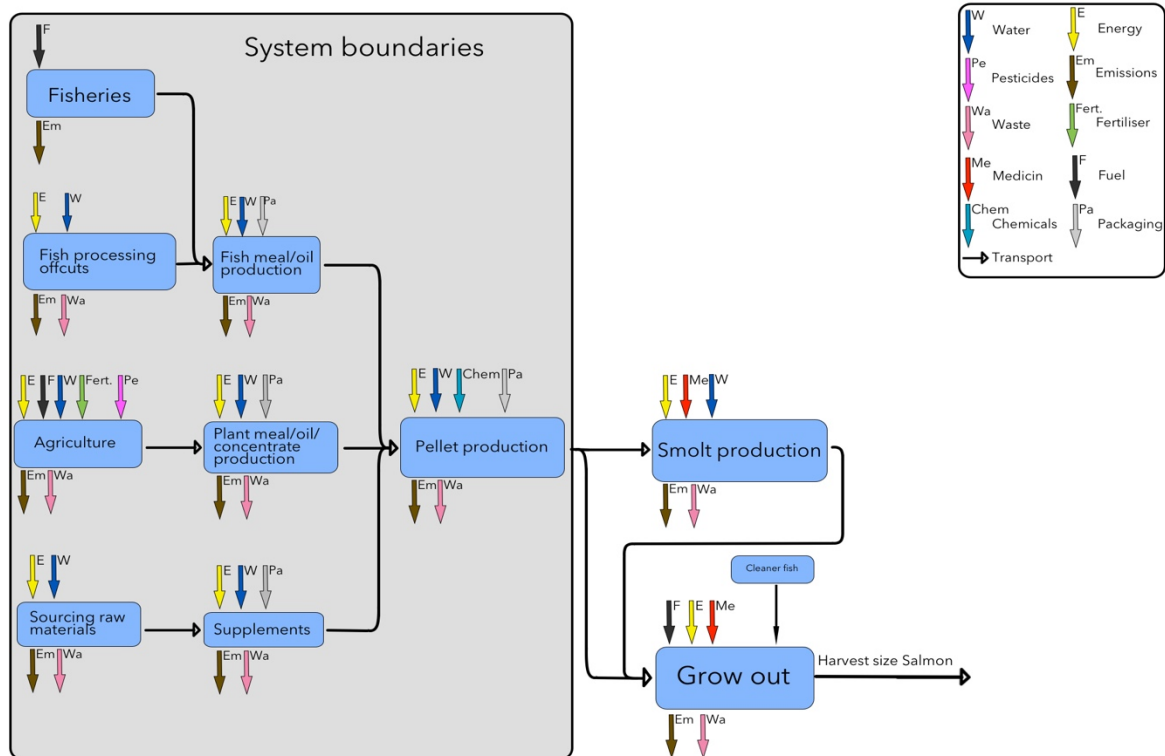 System boundaries
F
Fisheries
Em
E
W
Fish processing
offcuts
Em
Wa
E
W
Pa
Fish meal/oil
production
Em
Wa
E
F
W
Fert.
Pe
Agriculture
Em
Wa
E
W
Pa
Plant meal/oil/
concentrate
production
Em
Wa
E
W
Chem
Pa
Pellet production
Em
Wa
E
W
Sourcing raw
materials
Em
Wa
E
W
Pa
Supplements
Em
Wa
E
Me
W
Smolt production
Em
Wa
Cleaner fish
F
E
Me
Grow out
Em
Wa
Harvest size Salmon
W
Water
E
Energy
Pe
Pesticides
Em
Emissions
Wa
Waste
Fert.
Fertiliser
Me
Medicin
F
Fuel
Chem
Chemicals
Pa
Packaging
Transport